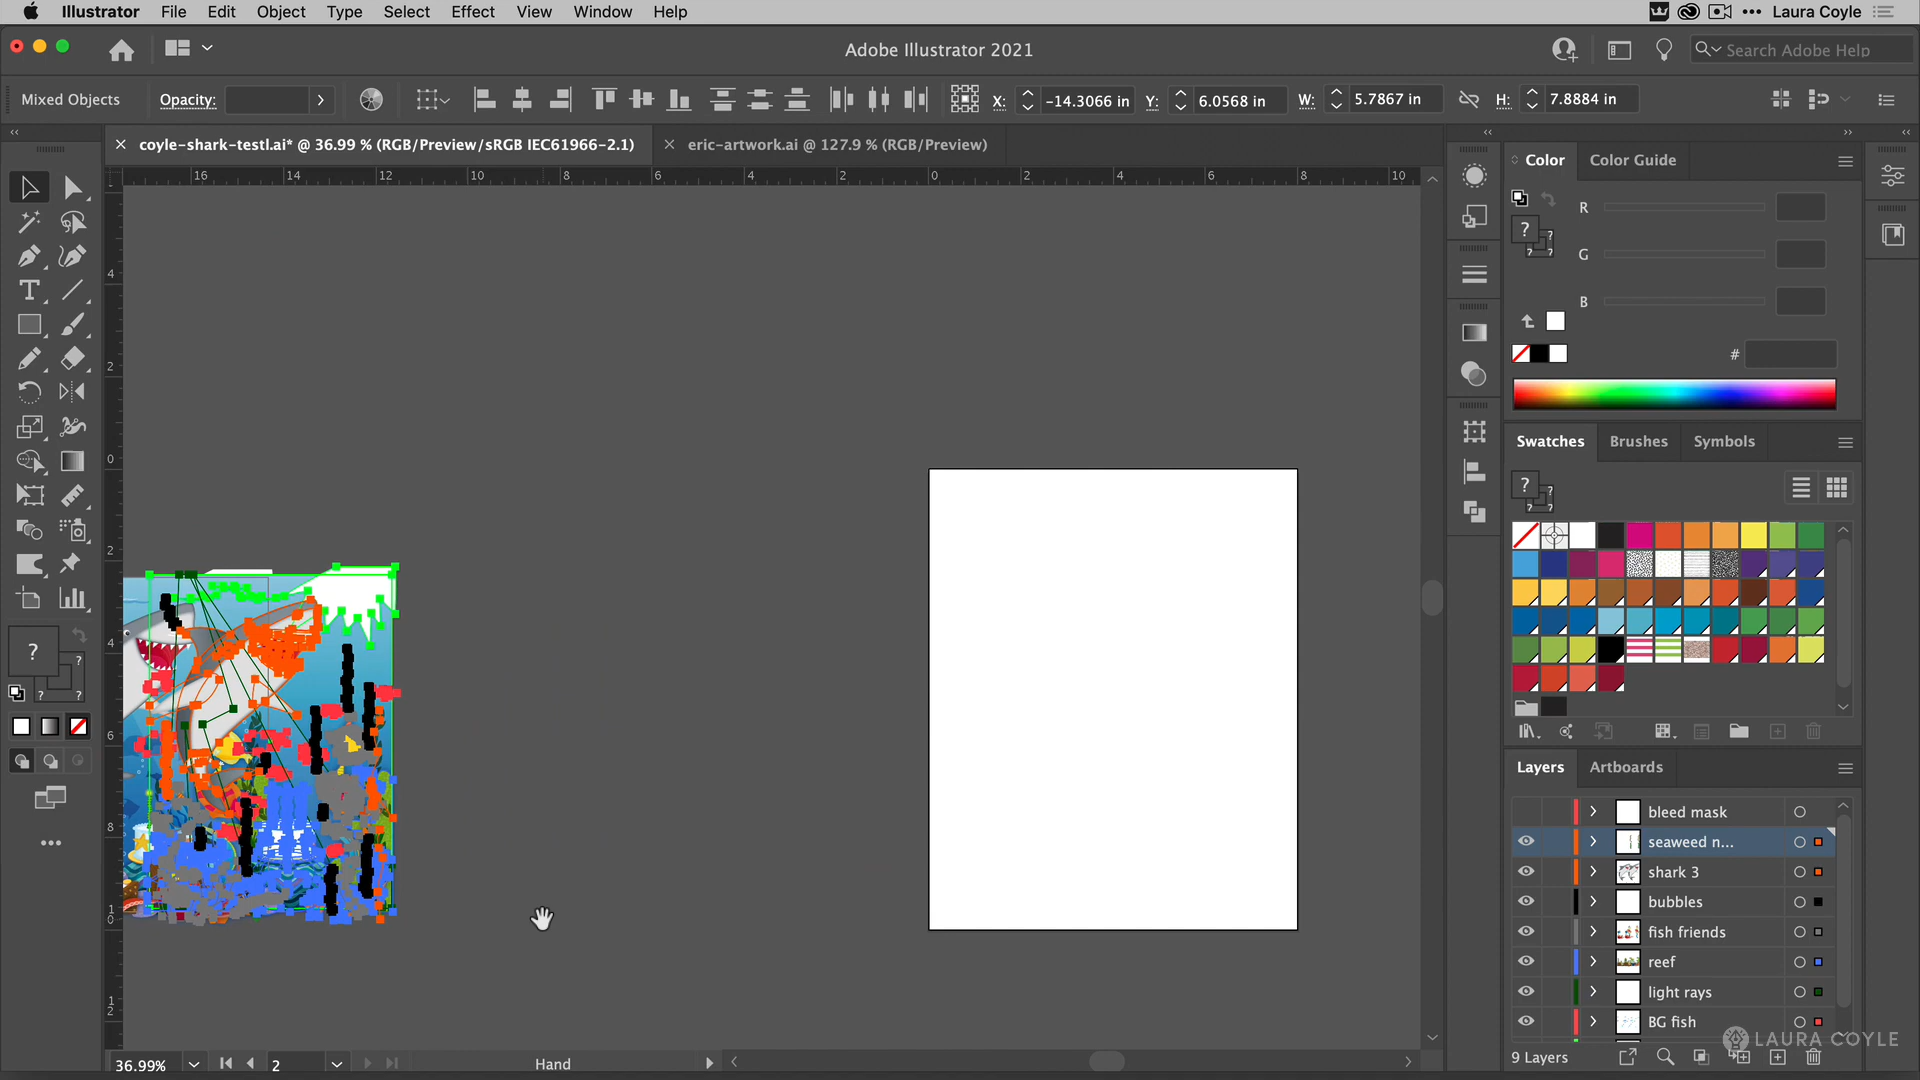 Illustrator File Edit Object Type Select Effect View Window Help Laura Coyle
Adobe Illustrator 2021 Search Adobe Help
Mixed Objects Opacity: X: -14.3066 in Y: 6.0568 in W: 5.7867 in H: 7.8884 in
coyle-shark-testl.ai* @ 36.99 % (RGB/Preview/sRGB IEC61966-2.1) eric-artwork.ai @ 127.9 % (RGB/Preview)
16 14 12 10 8 6 4 2 0 2 4 6 8 10
4
2
0
2
4
6
8
1
0
1
2
Color Color Guide
R
G
B
#
Swatches Brushes Symbols
Layers Artboards
bleed mask
seaweed n...
shark 3
bubbles
fish friends
reef
light rays
BG fish
LAURA COYLE
9 Layers
36.99% 2 Hand